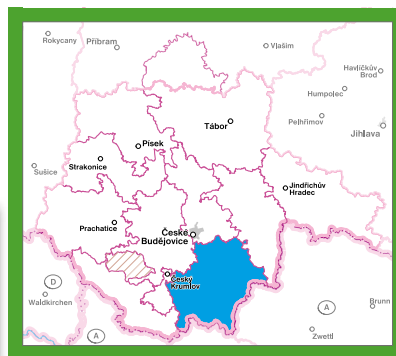 Rokycany
Příbram
Vlašim
Havlíčkův
Brod
Humpolec
Pelhřimov
Tábor
Jihlava
Písek
Strakonice
Sušice
Jindřichův
Hradec
Prachatice
České
Budějovice
Český
Krumlov
D
Waldkirchen
A
Brunn
Zwettl
A